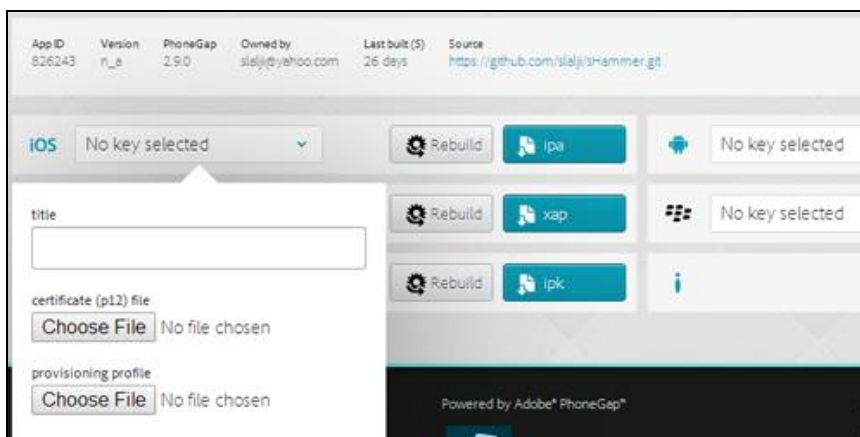 App ID Version PhoneGap Owned by Last built (5) Source
826243 n_a 2.9.0 slalji@yahoo.com 26 days https://github.com/slalji/sHammer.git
iOS No key selected Rebuild ipa No key selected
title
Rebuild xap No key selected
certificate (p12) file
Rebuild ipk
Choose File No file chosen
provisioning profile
Choose File No file chosen
Powered by Adobe® PhoneGap™